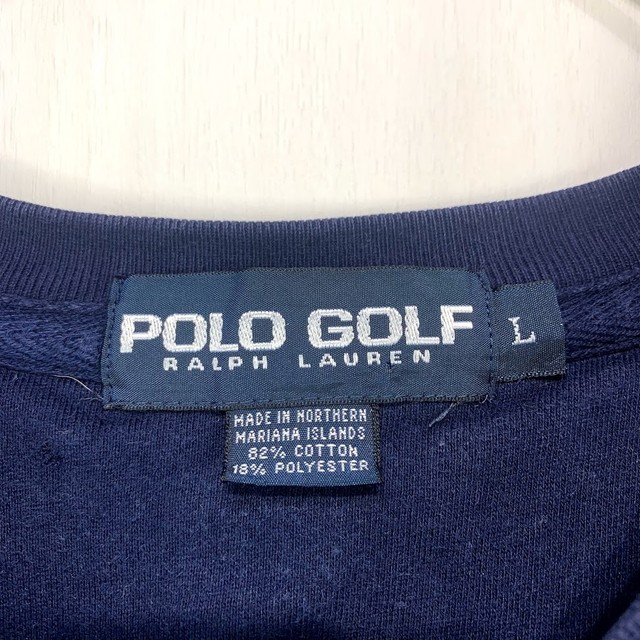 POLO GOLF
RALPH LAUREN
L
MADE IN NORTHERN
MARIANA ISLANDS
82% COTTON
18% POLYESTER